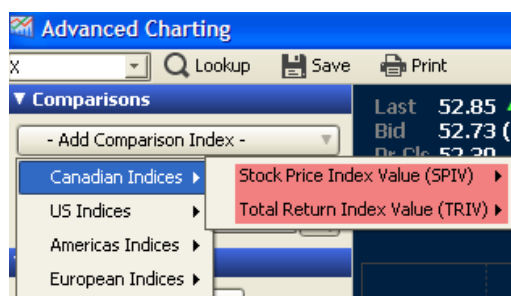 Advanced Charting
X Lookup Save Print
Comparisons
Last 52.85
- Add Comparison Index -
Bid 52.73 (
Canadian Indices
Stock Price Index Value (SPIV)
US Indices
Total Return Index Value (TRIV)
Americas Indices
European Indices